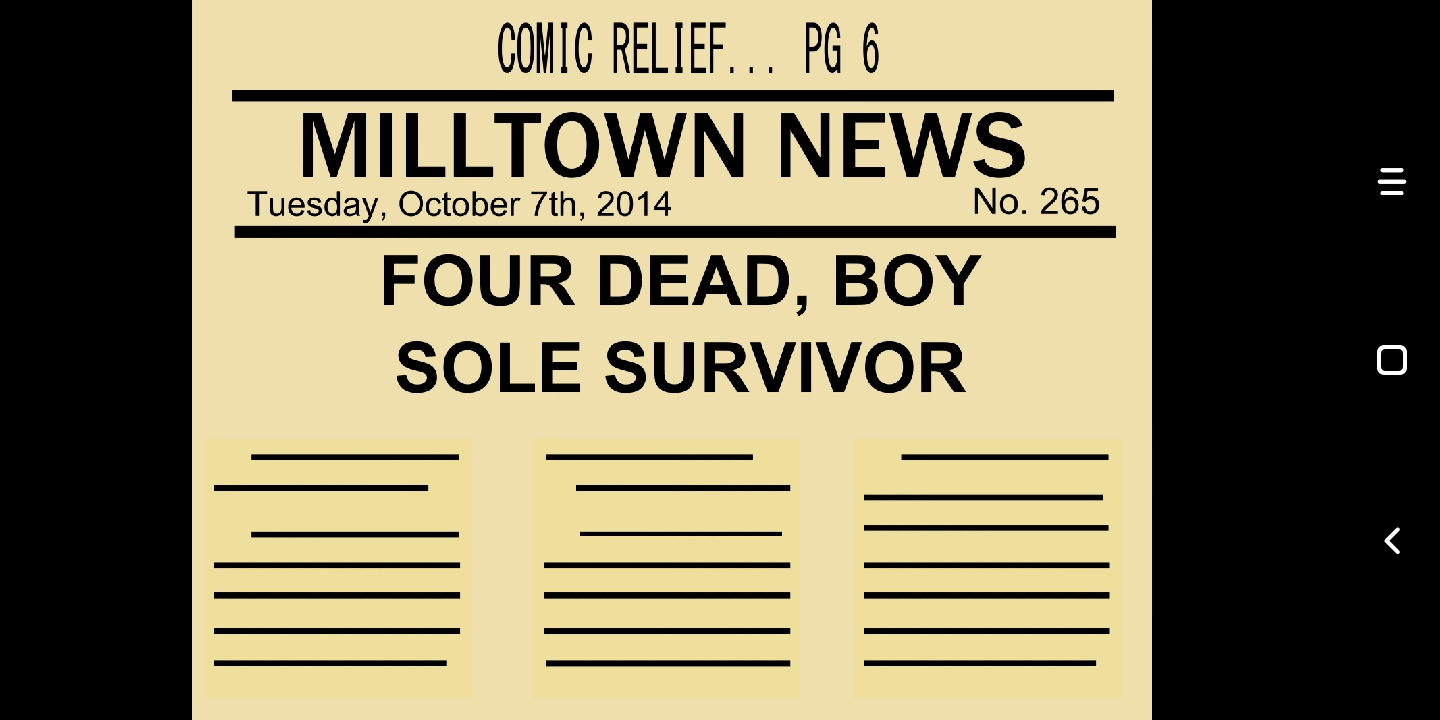 COMIC RELIEF... PG 6
MILLTOWN NEWS
Tuesday, October 7th, 2014
No. 265
FOUR DEAD, BOY
SOLE SURVIVOR